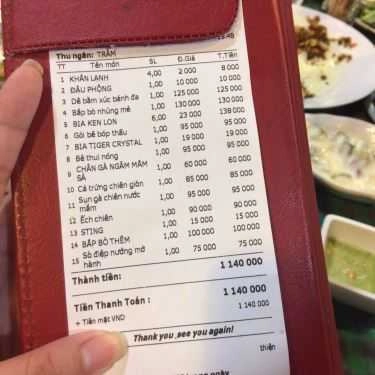 Thu ngân: TRÂM
TT Tên món SL Đ.Giá T.Tiền
1 KHĂN LẠNH 4,00 2 000 8 000
2 ĐẬU PHỘNG 1,00 10 000 10 000
3 Dê bằm xúc bánh đa 1,00 125 000 125 000
4 Bắp bò nhúng mẻ 1,00 130 000 130 000
5 BIA KEN LON 6,00 23 000 138 000
6 Gỏi bê bóp thấu 1,00 95 000 95 000
7 BIA TIGER CRYSTAL 1,00 19 000 19 000
8 Bê thui nóng 1,00 95 000 95 000
9 CHÂN GÀ NGÂM MẮM SẢ 1,00 60 000 60 000
10 Cá trứng chiên giòn 1,00 85 000 85 000
11 Sụn gà chiên nước mắm 1,00 95 000 95 000
12 Ếch chiên 1,00 90 000 90 000
13 STING 1,00 15 000 15 000
14 BẮP BÒ THÊM 1,00 100 000 100 000
15 Sò điệp nướng mỡ hành 1,00 75 000 75 000
Thành tiền: 1 140 000
Tiền Thanh Toán : 1 140 000
+ Tiền mặt VND 1 140 000
Thank you ,see you again!